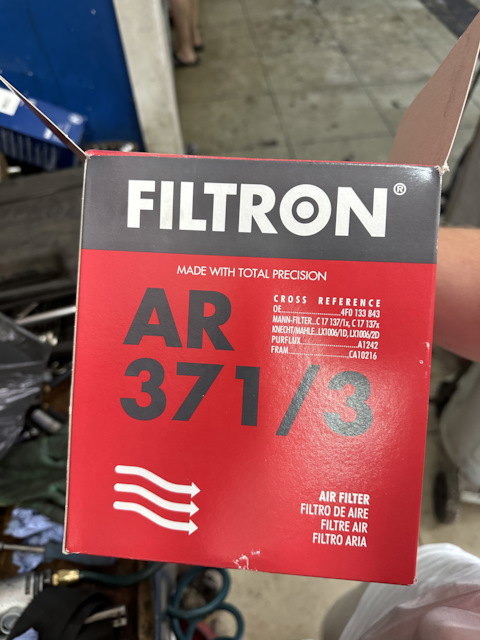 FILTRON®
MADE WITH TOTAL PRECISION
AR
371/3
CROSS REFERENCE
OE....................4F0 133 843
MANN-FILTER..C 17 137/1x, C 17 137x
KNECHT/MAHLE..LX1006/1D, LX1006/2D
PURFLUX........................A1242
FRAM........................CA10216
AIR FILTER
FILTRO DE AIRE
FILTRE AIR
FILTRO ARIA